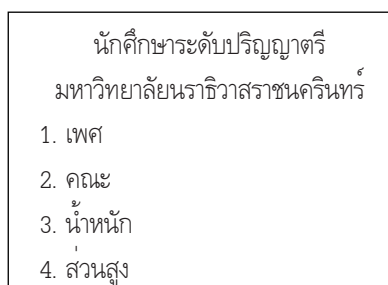 นักศึกษาระดับปริญญาตรี
มหาวิทยาลัยนราธิวาสราชนครินทร์
1. เพศ
2. คณะ
3. น้ำหนัก
4. ส่วนสูง